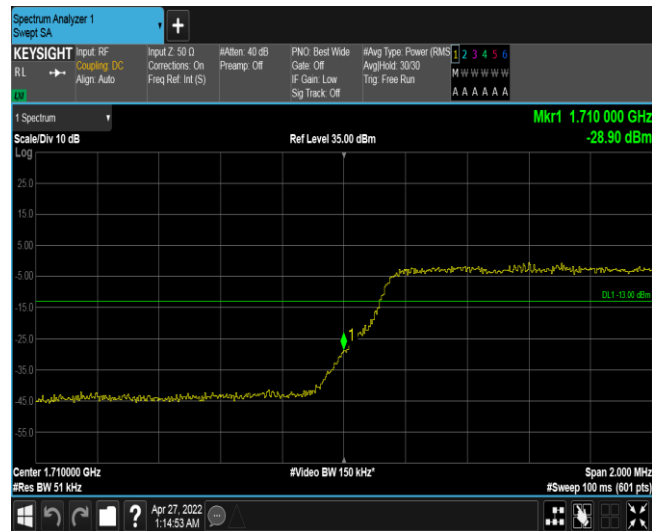 Spectrum Analyzer 1
Swept SA
+
KEYSIGHT
RL
LXI
Input: RF
Coupling: DC
Align: Auto
Input Z: 50 Ω
Corrections: On
Freq Ref: Int (S)
#Atten: 40 dB
Preamp: Off
PNO: Best Wide
Gate: Off
IF Gain: Low
Sig Track: Off
#Avg Type: Power (RMS
Avg|Hold: 30/30
Trig: Free Run
1 2 3 4 5 6
M W W W W W
A A A A A A
1 Spectrum
Mkr1 1.710 000 GHz
-28.90 dBm
Scale/Div 10 dB
Ref Level 35.00 dBm
Log
25.0
15.0
5.00
-5.00
DL1 -13.00 dBm
-15.0
1
-25.0
-35.0
-45.0
-55.0
Center 1.710000 GHz
#Video BW 150 kHz*
Span 2.000 MHz
#Res BW 51 kHz
#Sweep 100 ms (601 pts)
?
Apr 27, 2022
1:14:53 AM